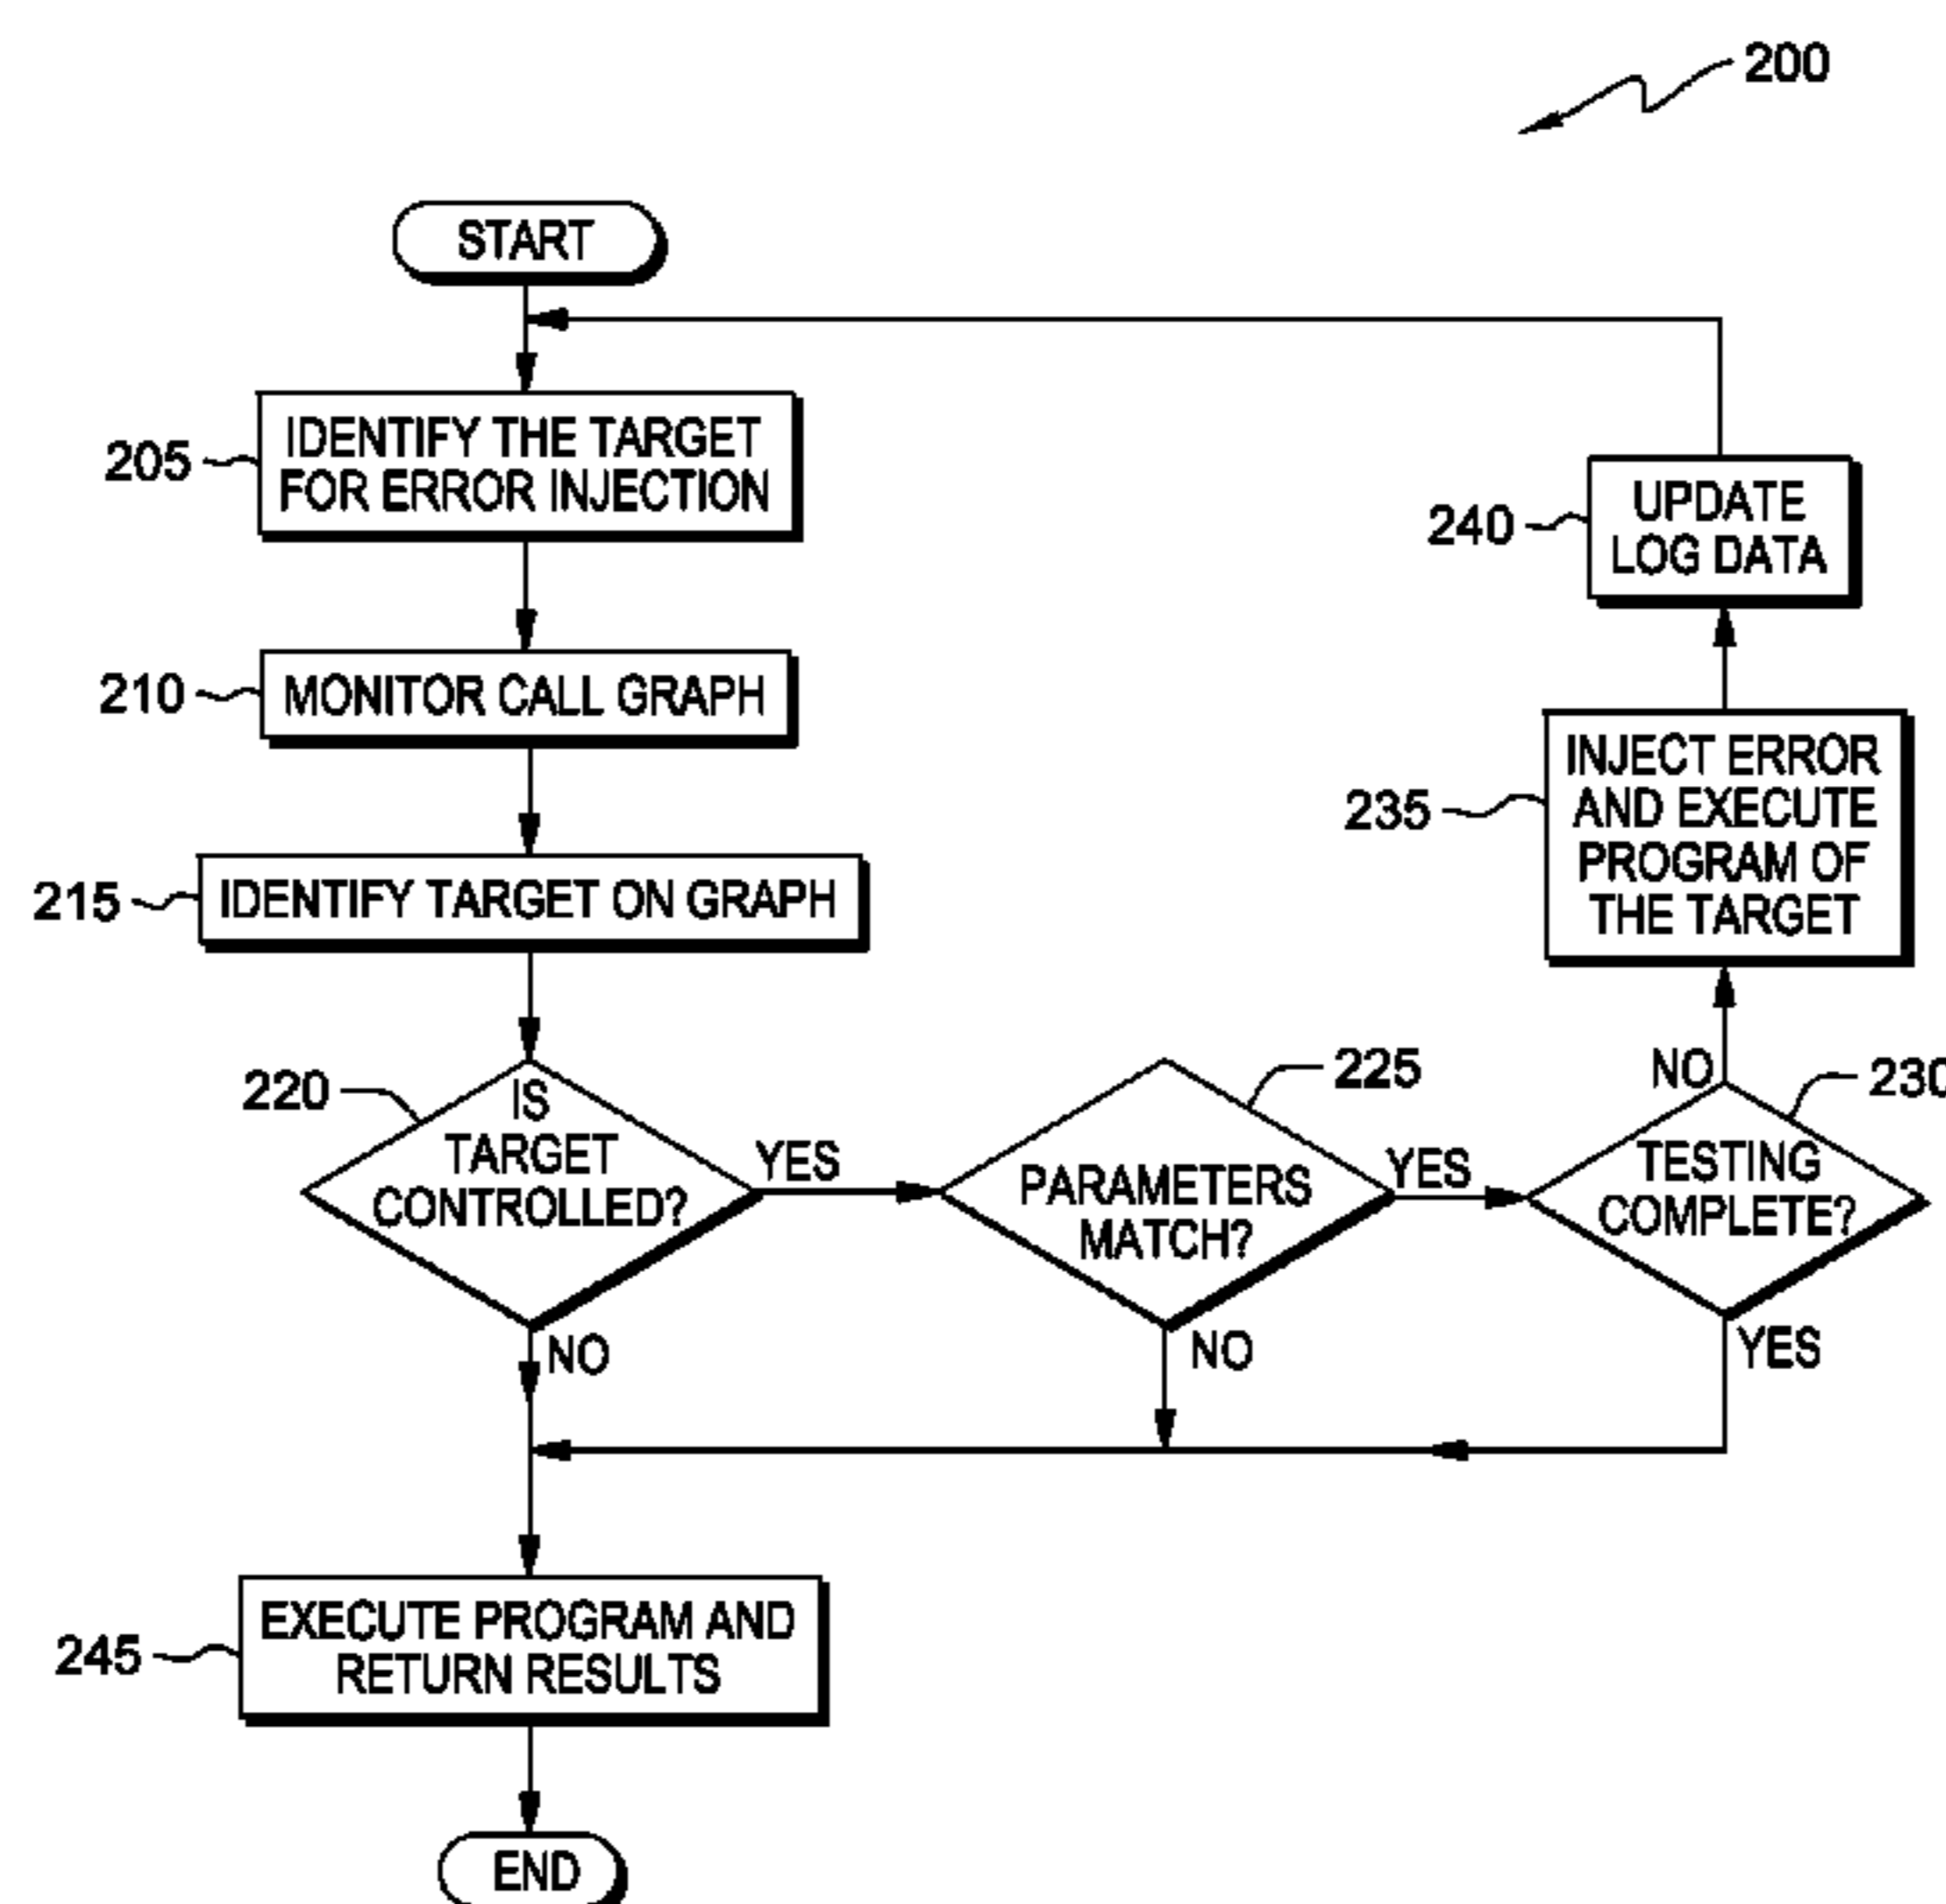 200
START
205
IDENTIFY THE TARGET
FOR ERROR INJECTION
210
MONITOR CALL GRAPH
215
IDENTIFY TARGET ON GRAPH
220
IS
TARGET
CONTROLLED?
YES
NO
225
PARAMETERS
MATCH?
YES
NO
230
TESTING
COMPLETE?
NO
YES
235
INJECT ERROR
AND EXECUTE
PROGRAM OF
THE TARGET
240
UPDATE
LOG DATA
245
EXECUTE PROGRAM AND
RETURN RESULTS
END